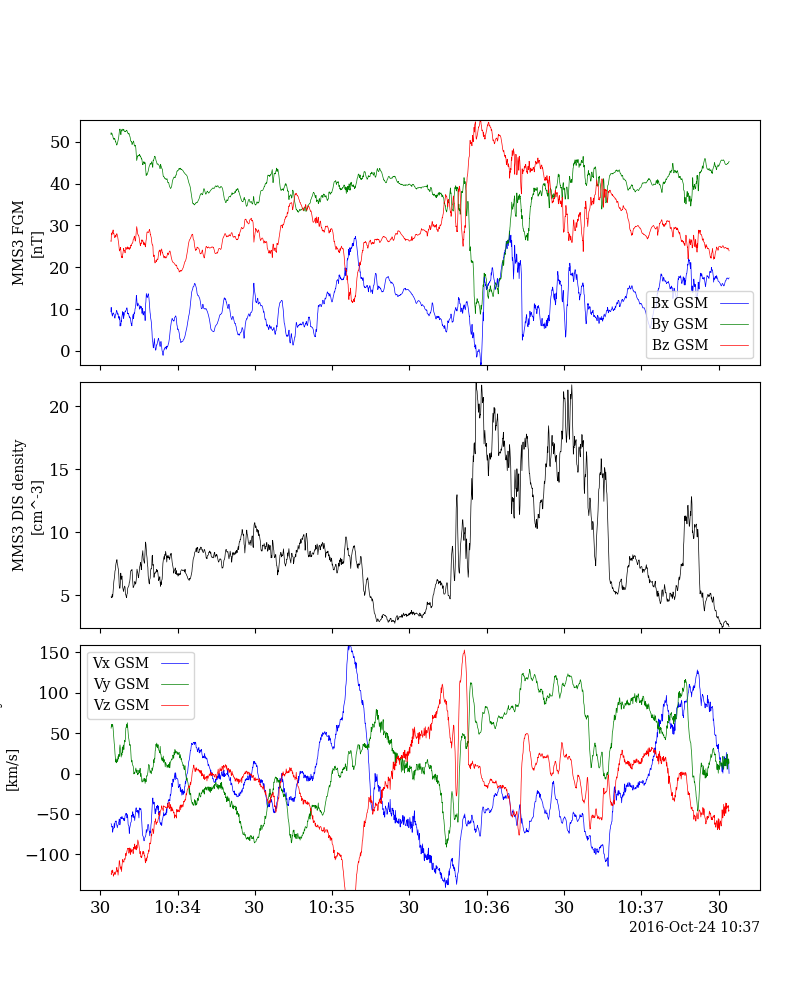 MMS3 FGM
[nT]
50
40
30
20
10
0
Bx GSM
By GSM
Bz GSM
MMS3 DIS density
[cm^-3]
20
15
10
5
[km/s]
150
100
50
0
−50
−100
Vx GSM
Vy GSM
Vz GSM
30 10:34 30 10:35 30 10:36 30 10:37 30
2016-Oct-24 10:37